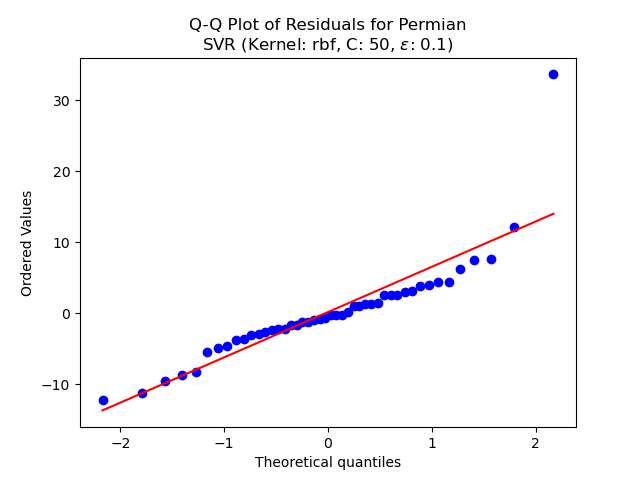 Q-Q Plot of Residuals for Permian
SVR (Kernel: rbf, C: 50, ε: 0.1)
Ordered Values
30
20
10
0
−10
−2
−1
0
1
2
Theoretical quantiles